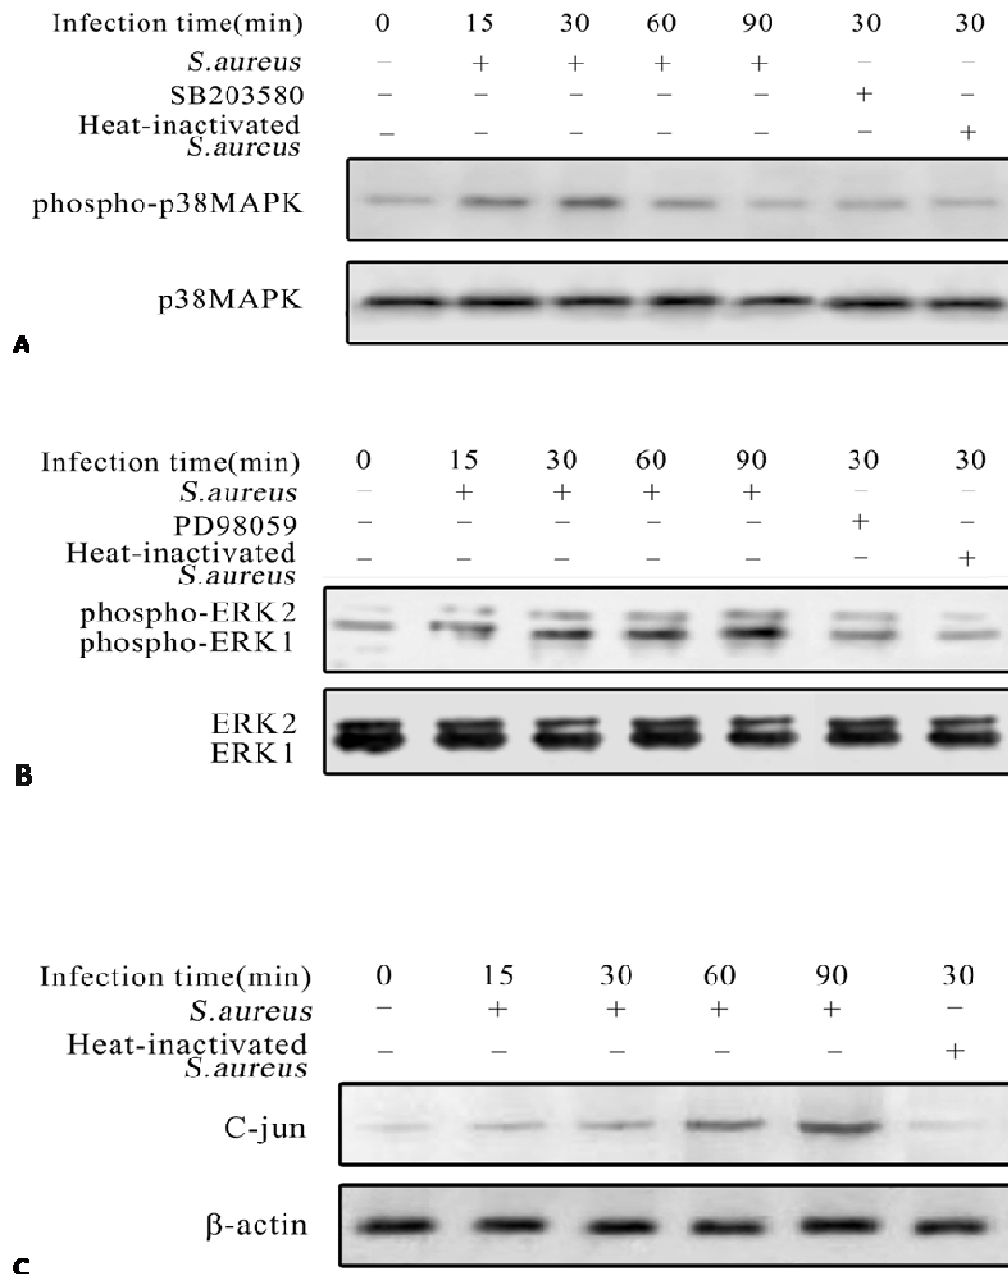 Infection time(min) 0 15 30 60 90 30 30
S.aureus – + + + + – –
SB203580 – – – – – + –
Heat-inactivated
S.aureus – – – – – – +
phospho-p38MAPK
p38MAPK
A
Infection time(min) 0 15 30 60 90 30 30
S.aureus – + + + + – –
PD98059 – – – – – + –
Heat-inactivated
S.aureus – – – – – – +
phospho-ERK2
phospho-ERK1
ERK2
ERK1
B
Infection time(min) 0 15 30 60 90 30
S.aureus – + + + + –
Heat-inactivated
S.aureus – – – – – +
C-jun
β-actin
C